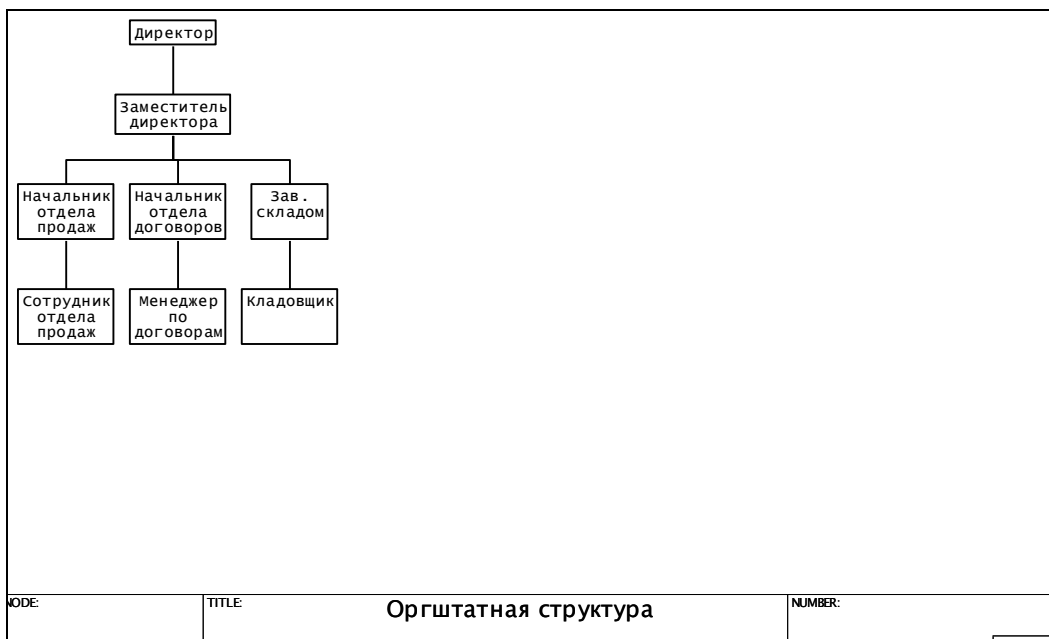 Директор
Заместитель
директора
Начальник
отдела
продаж
Начальник
отдела
договоров
Зав.
складом
Сотрудник
отдела
продаж
Менеджер
по
договорам
Кладовщик
NODE:
TITLE:
Оргштатная структура
NUMBER: